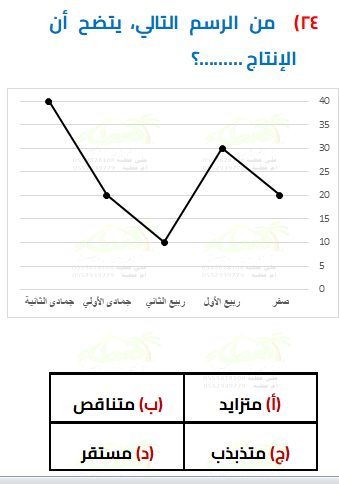 ٢٤) من الرسم التالي، يتضح أن
الإنتاج .........؟
40
35
30
25
20
15
10
5
0
صفر
ربيع الأول
ربيع الثاني
جمادى الأولي
جمادى الثانية
(أ) متزايد
(ب) متناقص
(ج) متذبذب
(د) مستقر